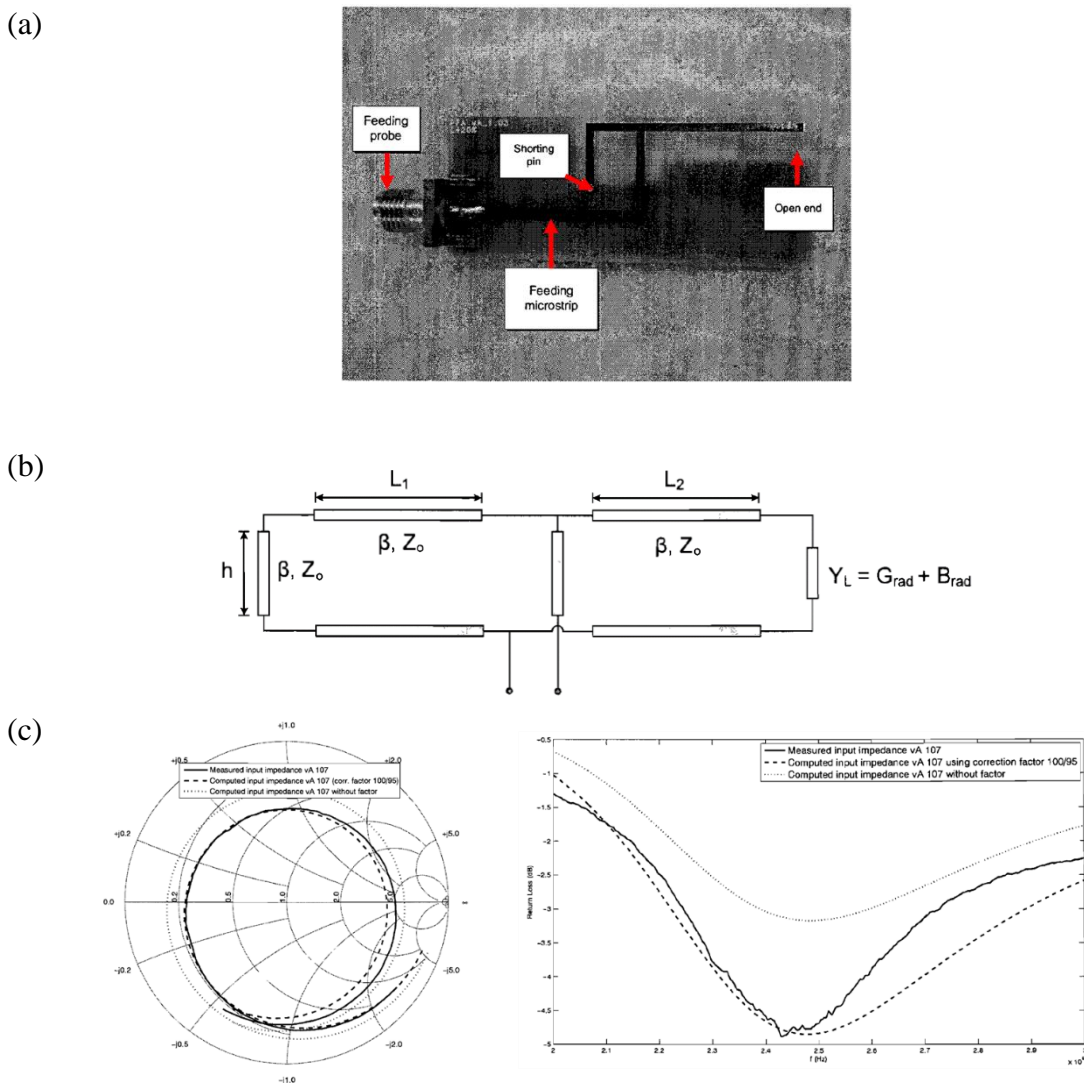 (a)
Feeding
probe
Shorting
pin
Open end
Feeding
microstrip
(b)
L₁
L₂
β, Zₒ
β, Zₒ
h
β, Zₒ
Y_L = G_rad + B_rad
(c)
+j1.0
+j0.5
+j2.0
Measured input impedance vA 107
Computed input impedance vA 107 (corr. factor 100/95)
Computed input impedance vA 107 without factor
+j0.2
+j5.0
0.0
0.2
0.5
1.0
2.0
5.0
∞
-j0.2
-j5.0
-j0.5
-j2.0
-j1.0
Measured input impedance vA 107
Computed input impedance vA 107 using correction factor 100/95
Computed input impedance vA 107 without factor
Return Loss (dB)
-0.5
-1
-1.5
-2
-2.5
-3
-3.5
-4
-4.5
-5
2.0
2.1
2.2
2.3
2.4
2.5
2.6
2.7
2.8
2.9
f (Hz)